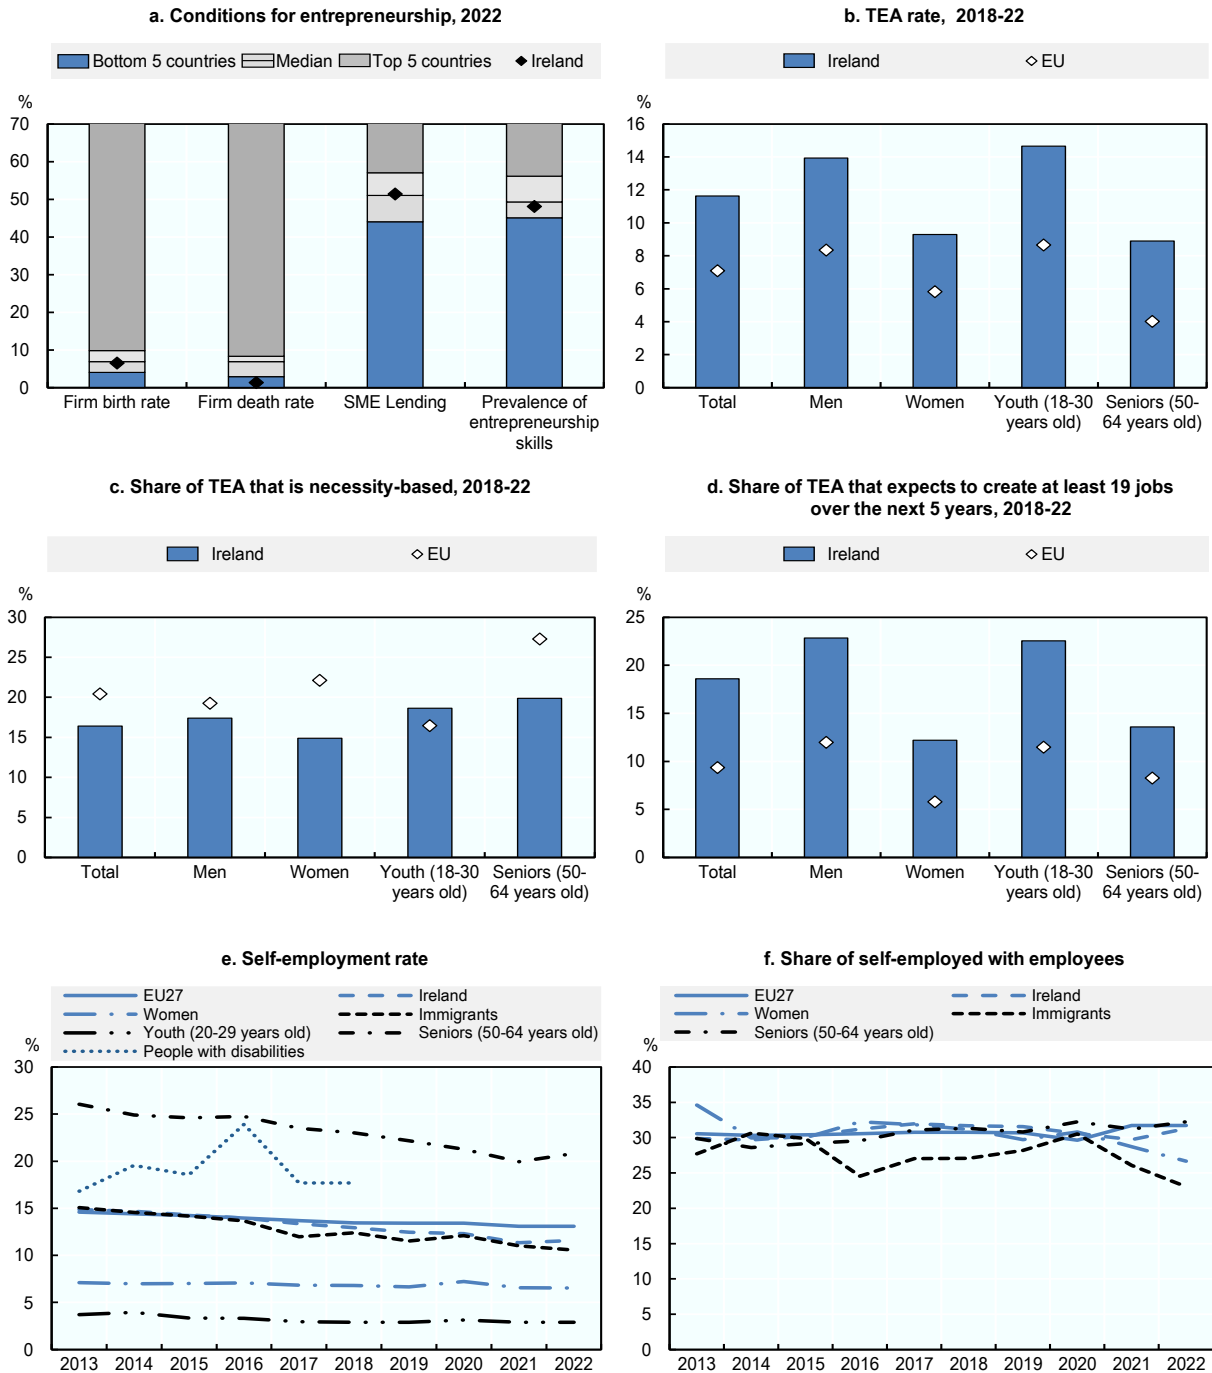 a. Conditions for entrepreneurship, 2022
Bottom 5 countries Median Top 5 countries Ireland
%
70
60
50
40
30
20
10
0
Firm birth rate Firm death rate SME Lending Prevalence of
entrepreneurship
skills
b. TEA rate, 2018-22
Ireland EU
%
16
14
12
10
8
6
4
2
0
Total Men Women Youth (18-30 Seniors (50-
years old) 64 years old)
c. Share of TEA that is necessity-based, 2018-22
Ireland EU
%
30
25
20
15
10
5
0
Total Men Women Youth (18-30 Seniors (50-
years old) 64 years old)
d. Share of TEA that expects to create at least 19 jobs
over the next 5 years, 2018-22
Ireland EU
%
25
20
15
10
5
0
Total Men Women Youth (18-30 Seniors (50-
years old) 64 years old)
e. Self-employment rate
EU27 Ireland
Women Immigrants
Youth (20-29 years old) Seniors (50-64 years old)
People with disabilities
%
30
25
20
15
10
5
0
2013 2014 2015 2016 2017 2018 2019 2020 2021 2022
f. Share of self-employed with employees
EU27 Ireland
Women Immigrants
Seniors (50-64 years old)
%
40
35
30
25
20
15
10
5
0
2013 2014 2015 2016 2017 2018 2019 2020 2021 2022